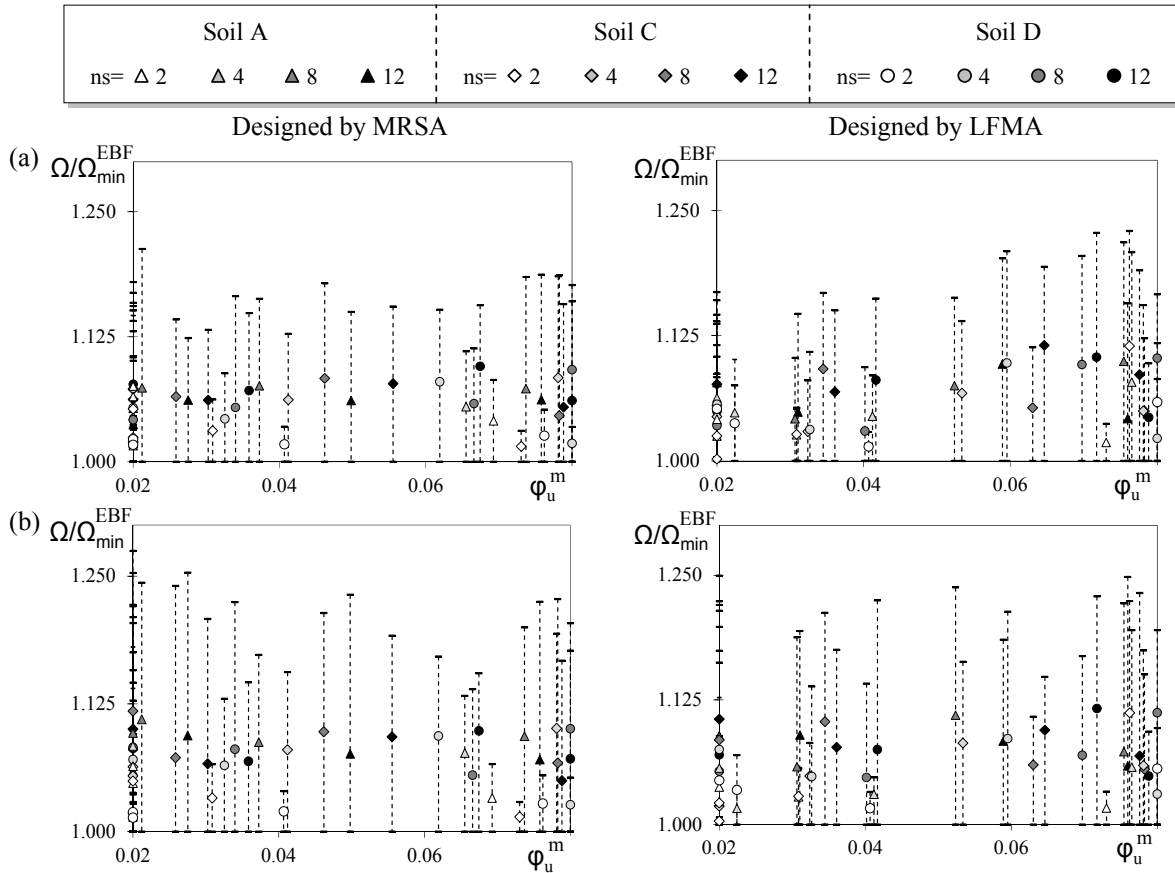 Soil A Soil C Soil D
ns= 2 4 8 12 ns= 2 4 8 12 ns= 2 4 8 12
Designed by MRSA Designed by LFMA
(a)
Ω/Ω_min^EBF Ω/Ω_min^EBF
1.250 1.250
1.125 1.125
1.000 1.000
0.02 0.04 0.06 φ_u^m 0.02 0.04 0.06 φ_u^m
(b)
Ω/Ω_min^EBF Ω/Ω_min^EBF
1.250 1.250
1.125 1.125
1.000 1.000
0.02 0.04 0.06 φ_u^m 0.02 0.04 0.06 φ_u^m